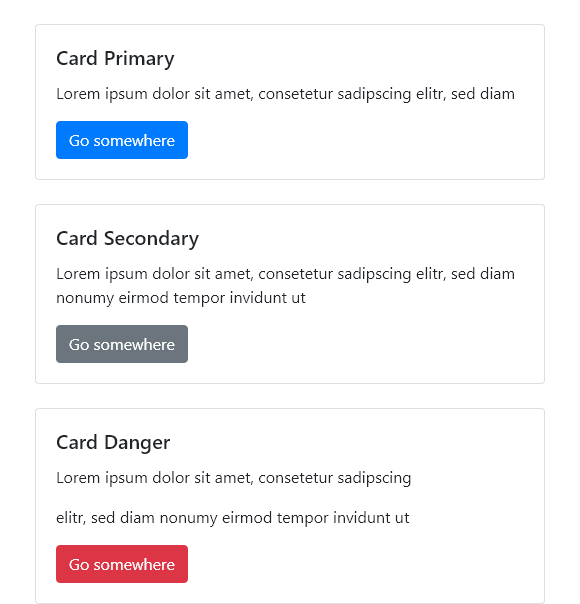 Card Primary
Lorem ipsum dolor sit amet, consetetur sadipscing elitr, sed diam
Go somewhere
Card Secondary
Lorem ipsum dolor sit amet, consetetur sadipscing elitr, sed diam
nonumy eirmod tempor invidunt ut
Go somewhere
Card Danger
Lorem ipsum dolor sit amet, consetetur sadipscing
elitr, sed diam nonumy eirmod tempor invidunt ut
Go somewhere